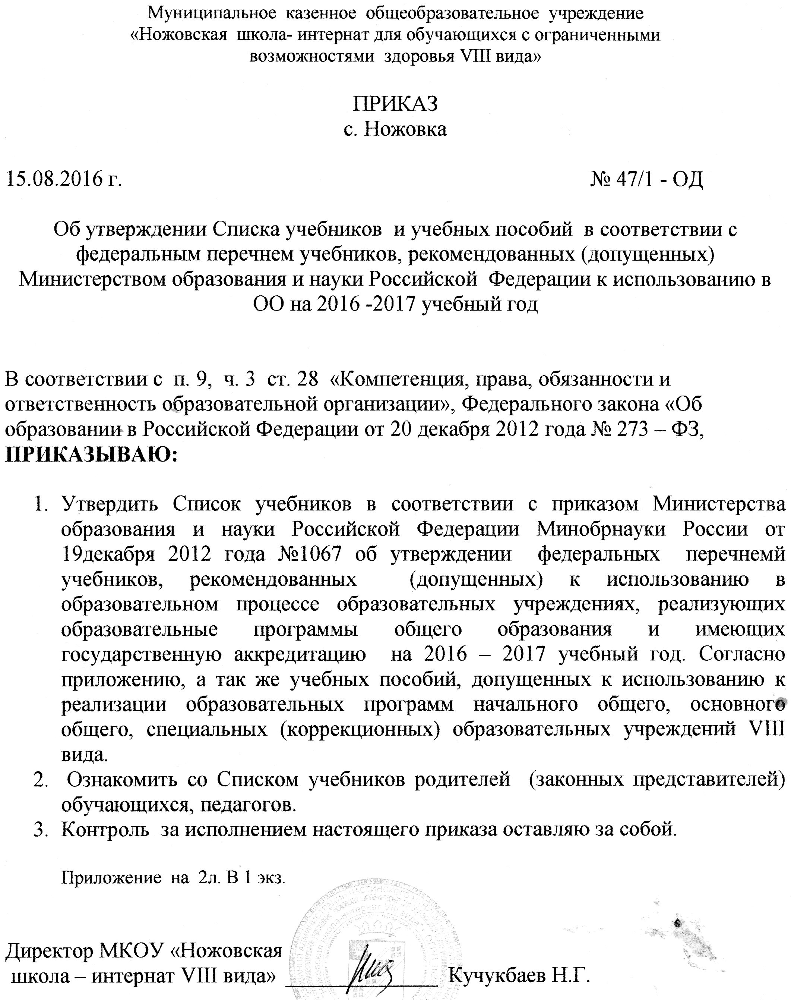 Муниципальное казенное общеобразовательное учреждение
«Ножовская школа- интернат для обучающихся с ограниченными
возможностями здоровья VIII вида»
ПРИКАЗ
с. Ножовка
15.08.2016 г. № 47/1 - ОД
Об утверждении Списка учебников и учебных пособий в соответствии с
федеральным перечнем учебников, рекомендованных (допущенных)
Министерством образования и науки Российской Федерации к использованию в
ОО на 2016 -2017 учебный год
В соответствии с п. 9, ч. 3 ст. 28 «Компетенция, права, обязанности и
ответственность образовательной организации», Федерального закона «Об
образовании в Российской Федерации от 20 декабря 2012 года № 273 – ФЗ,
ПРИКАЗЫВАЮ:
1. Утвердить Список учебников в соответствии с приказом Министерства
образования и науки Российской Федерации Минобрнауки России от
19декабря 2012 года №1067 об утверждении федеральных перечнемй
учебников, рекомендованных (допущенных) к использованию в
образовательном процессе образовательных учреждениях, реализующих
образовательные программы общего образования и имеющих
государственную аккредитацию на 2016 – 2017 учебный год. Согласно
приложению, а так же учебных пособий, допущенных к использованию к
реализации образовательных программ начального общего, основного
общего, специальных (коррекционных) образовательных учреждений VIII
вида.
2. Ознакомить со Списком учебников родителей (законных представителей)
обучающихся, педагогов.
3. Контроль за исполнением настоящего приказа оставляю за собой.
Приложение на 2л. В 1 экз.
Директор МКОУ «Ножовская
школа – интернат VIII вида» Кучукбаев Н.Г.